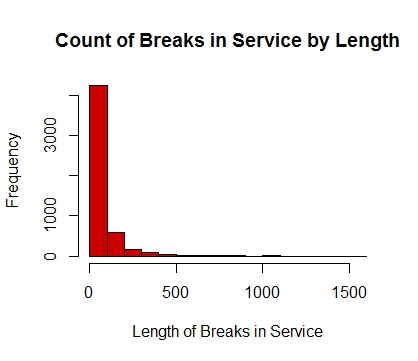 Count of Breaks in Service by Length
Frequency
3000
1000
0
0 500 1000 1500
Length of Breaks in Service